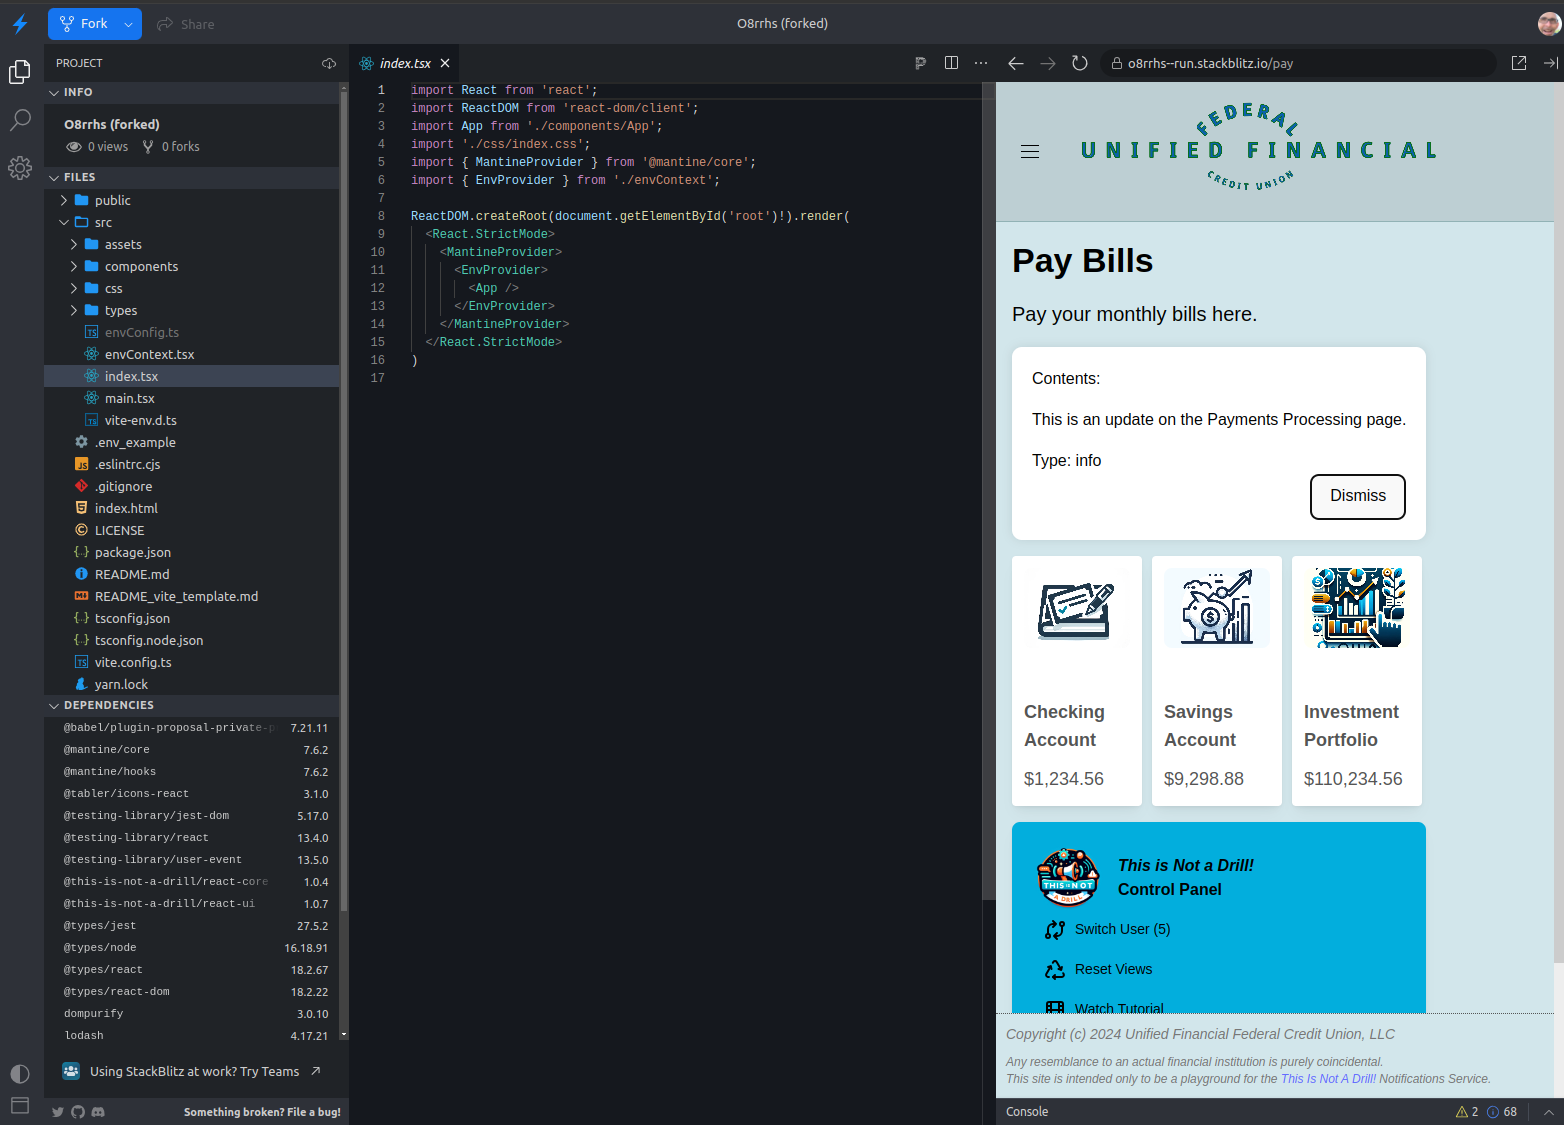 Fork
Share
O8rrhs (forked)
PROJECT
INFO
O8rrhs (forked)
0 views
0 forks
FILES
public
src
assets
components
css
types
envConfig.ts
envContext.tsx
index.tsx
main.tsx
vite-env.d.ts
.env_example
.eslintrc.cjs
.gitignore
index.html
LICENSE
package.json
README.md
README_vite_template.md
tsconfig.json
tsconfig.node.json
vite.config.ts
yarn.lock
DEPENDENCIES
@babel/plugin-proposal-private-p 7.21.11
@mantine/core 7.6.2
@mantine/hooks 7.6.2
@tabler/icons-react 3.1.0
@testing-library/jest-dom 5.17.0
@testing-library/react 13.4.0
@testing-library/user-event 13.5.0
@this-is-not-a-drill/react-core 1.0.4
@this-is-not-a-drill/react-ui 1.0.7
@types/jest 27.5.2
@types/node 16.18.91
@types/react 18.2.67
@types/react-dom 18.2.22
dompurify 3.0.10
lodash 4.17.21
Using StackBlitz at work? Try Teams
Something broken? File a bug!
index.tsx
1 import React from 'react';
2 import ReactDOM from 'react-dom/client';
3 import App from './components/App';
4 import './css/index.css';
5 import { MantineProvider } from '@mantine/core';
6 import { EnvProvider } from './envContext';
7
8 ReactDOM.createRoot(document.getElementById('root')!).render(
9 <React.StrictMode>
10 <MantineProvider>
11 <EnvProvider>
12 <App />
13 </EnvProvider>
14 </MantineProvider>
15 </React.StrictMode>
16 )
17
o8rrhs--run.stackblitz.io/pay
FEDERAL
UNIFIED FINANCIAL
CREDIT UNION
Pay Bills
Pay your monthly bills here.
Contents:
This is an update on the Payments Processing page.
Type: info
Dismiss
Checking
Account
$1,234.56
Savings
Account
$9,298.88
Investment
Portfolio
$110,234.56
THIS IS NOT
A DRILL
This is Not a Drill!
Control Panel
Switch User (5)
Reset Views
Watch Tutorial
Copyright (c) 2024 Unified Financial Federal Credit Union, LLC
Any resemblance to an actual financial institution is purely coincidental.
This site is intended only to be a playground for the This Is Not A Drill! Notifications Service.
Console
2
68